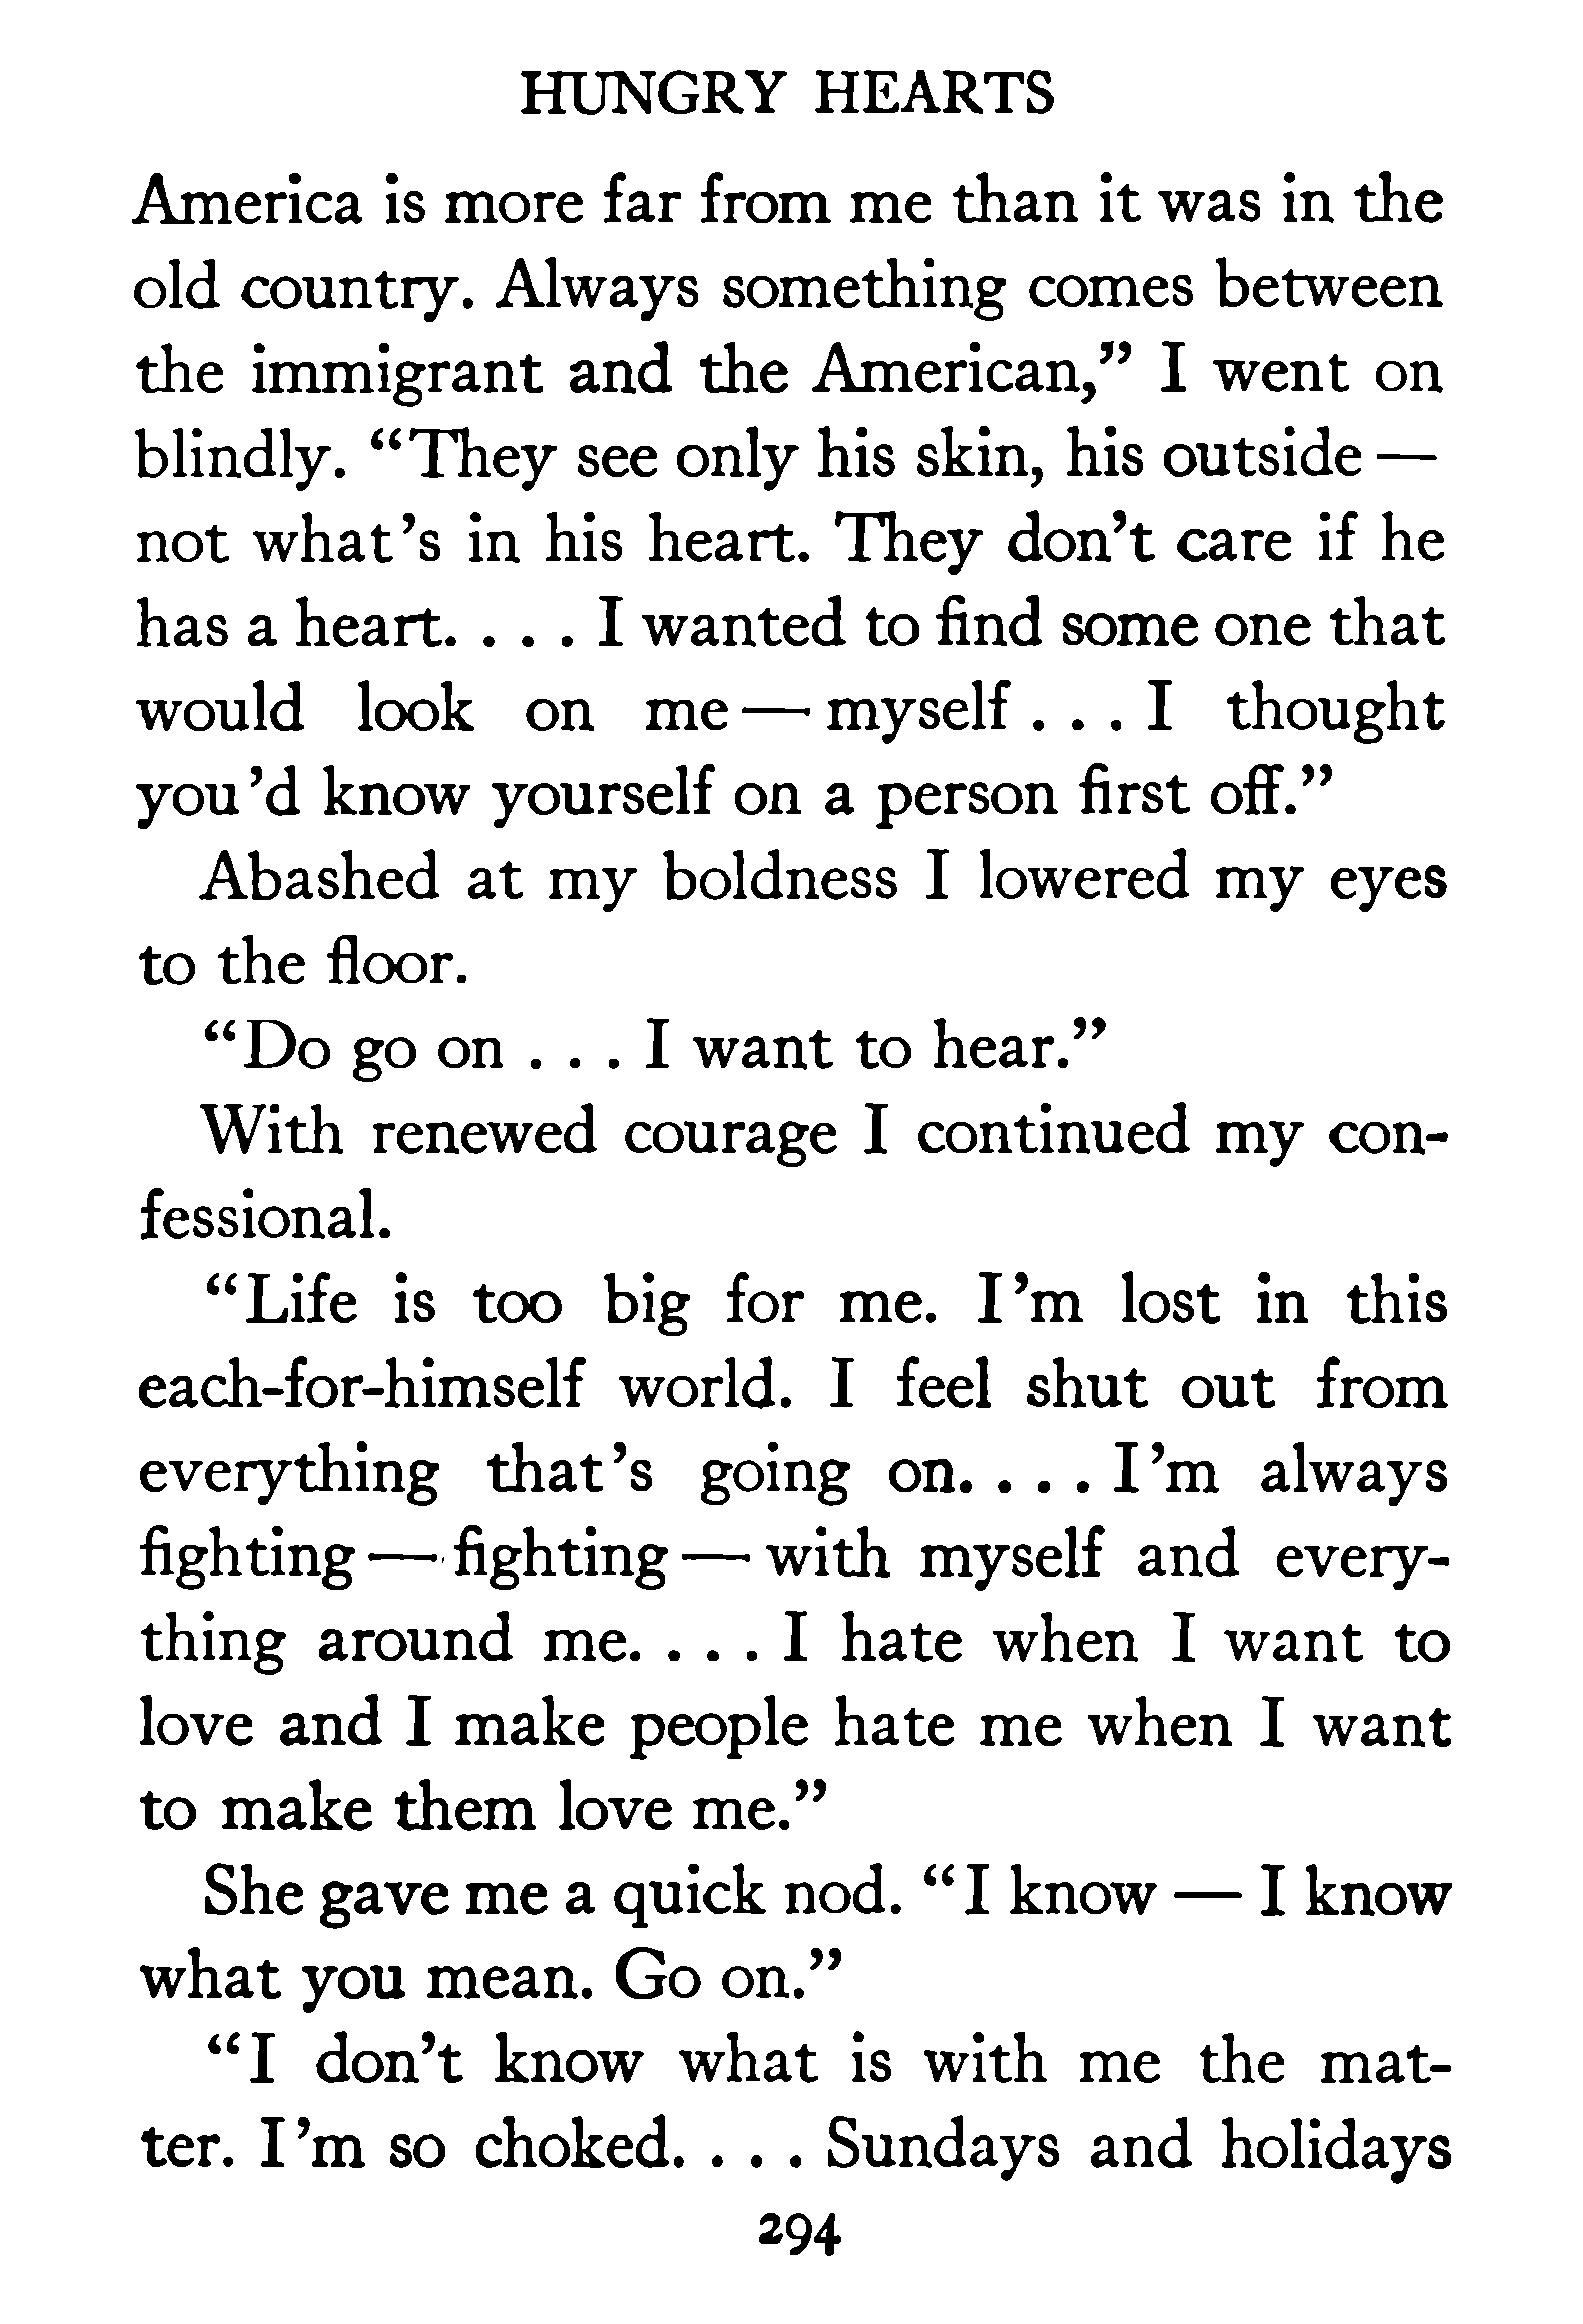 HUNGRY HEARTS
America is more far from me than it was in the
old country. Always something comes between
the immigrant and the American,” I went on
blindly. “They see only his skin, his outside —
not what’s in his heart. They don’t care if he
has a heart. . . . I wanted to find some one that
would look on me — myself . . . I thought
you’d know yourself on a person first off.”
Abashed at my boldness I lowered my eyes
to the floor.
“Do go on . . . I want to hear.”
With renewed courage I continued my con-
fessional.
“Life is too big for me. I’m lost in this
each-for-himself world. I feel shut out from
everything that’s going on. . . . I’m always
fighting — fighting — with myself and every-
thing around me. . . . I hate when I want to
love and I make people hate me when I want
to make them love me.”
She gave me a quick nod. “I know — I know
what you mean. Go on.”
“I don’t know what is with me the mat-
ter. I’m so choked. . . . Sundays and holidays
294